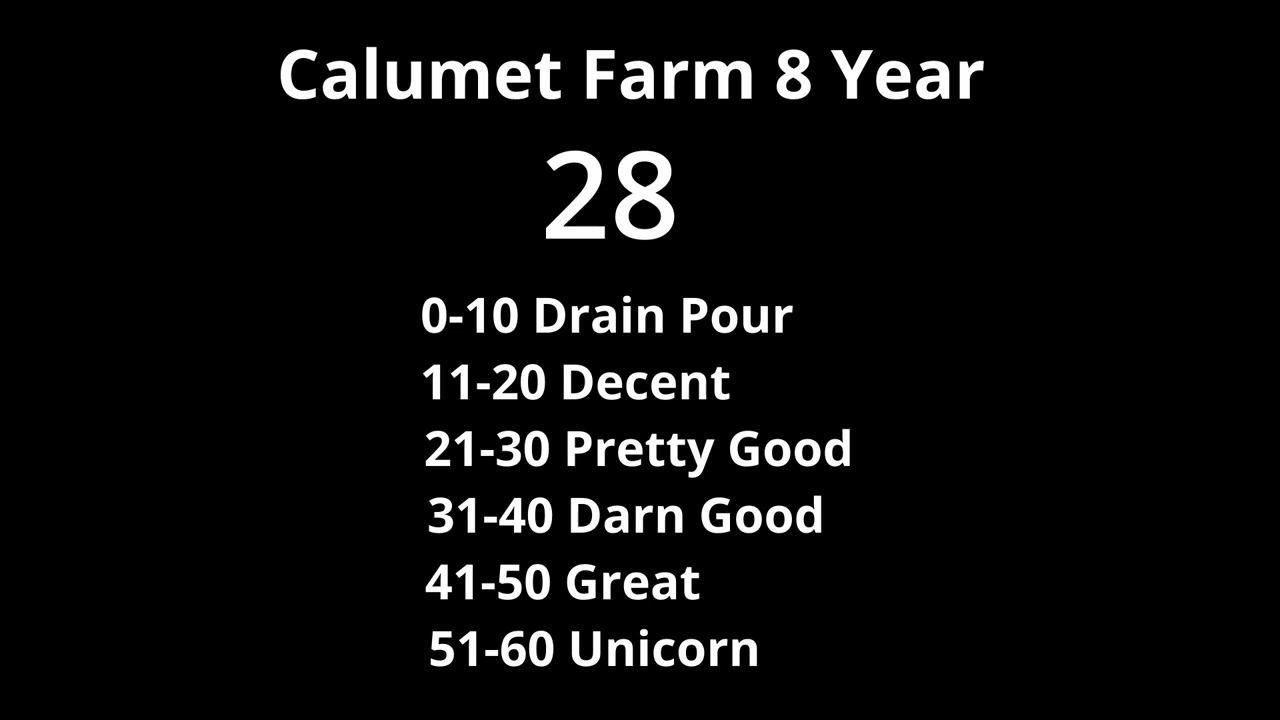 Calumet Farm 8 Year
28
0-10 Drain Pour
11-20 Decent
21-30 Pretty Good
31-40 Darn Good
41-50 Great
51-60 Unicorn